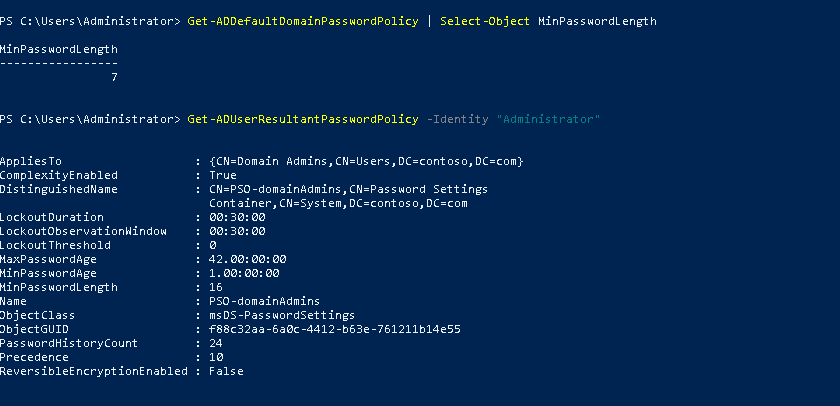 PS C:\Users\Administrator> Get-ADDefaultDomainPasswordPolicy | Select-Object MinPasswordLength
MinPasswordLength
-----------------
7
PS C:\Users\Administrator> Get-ADUserResultantPasswordPolicy -Identity "Administrator"
AppliesTo : {CN=Domain Admins,CN=Users,DC=contoso,DC=com}
ComplexityEnabled : True
DistinguishedName : CN=PSO-domainAdmins,CN=Password Settings
Container,CN=System,DC=contoso,DC=com
LockoutDuration : 00:30:00
LockoutObservationWindow : 00:30:00
LockoutThreshold : 0
MaxPasswordAge : 42.00:00:00
MinPasswordAge : 1.00:00:00
MinPasswordLength : 16
Name : PSO-domainAdmins
ObjectClass : msDS-PasswordSettings
ObjectGUID : f88c32aa-6a0c-4412-b63e-761211b14e55
PasswordHistoryCount : 24
Precedence : 10
ReversibleEncryptionEnabled : False